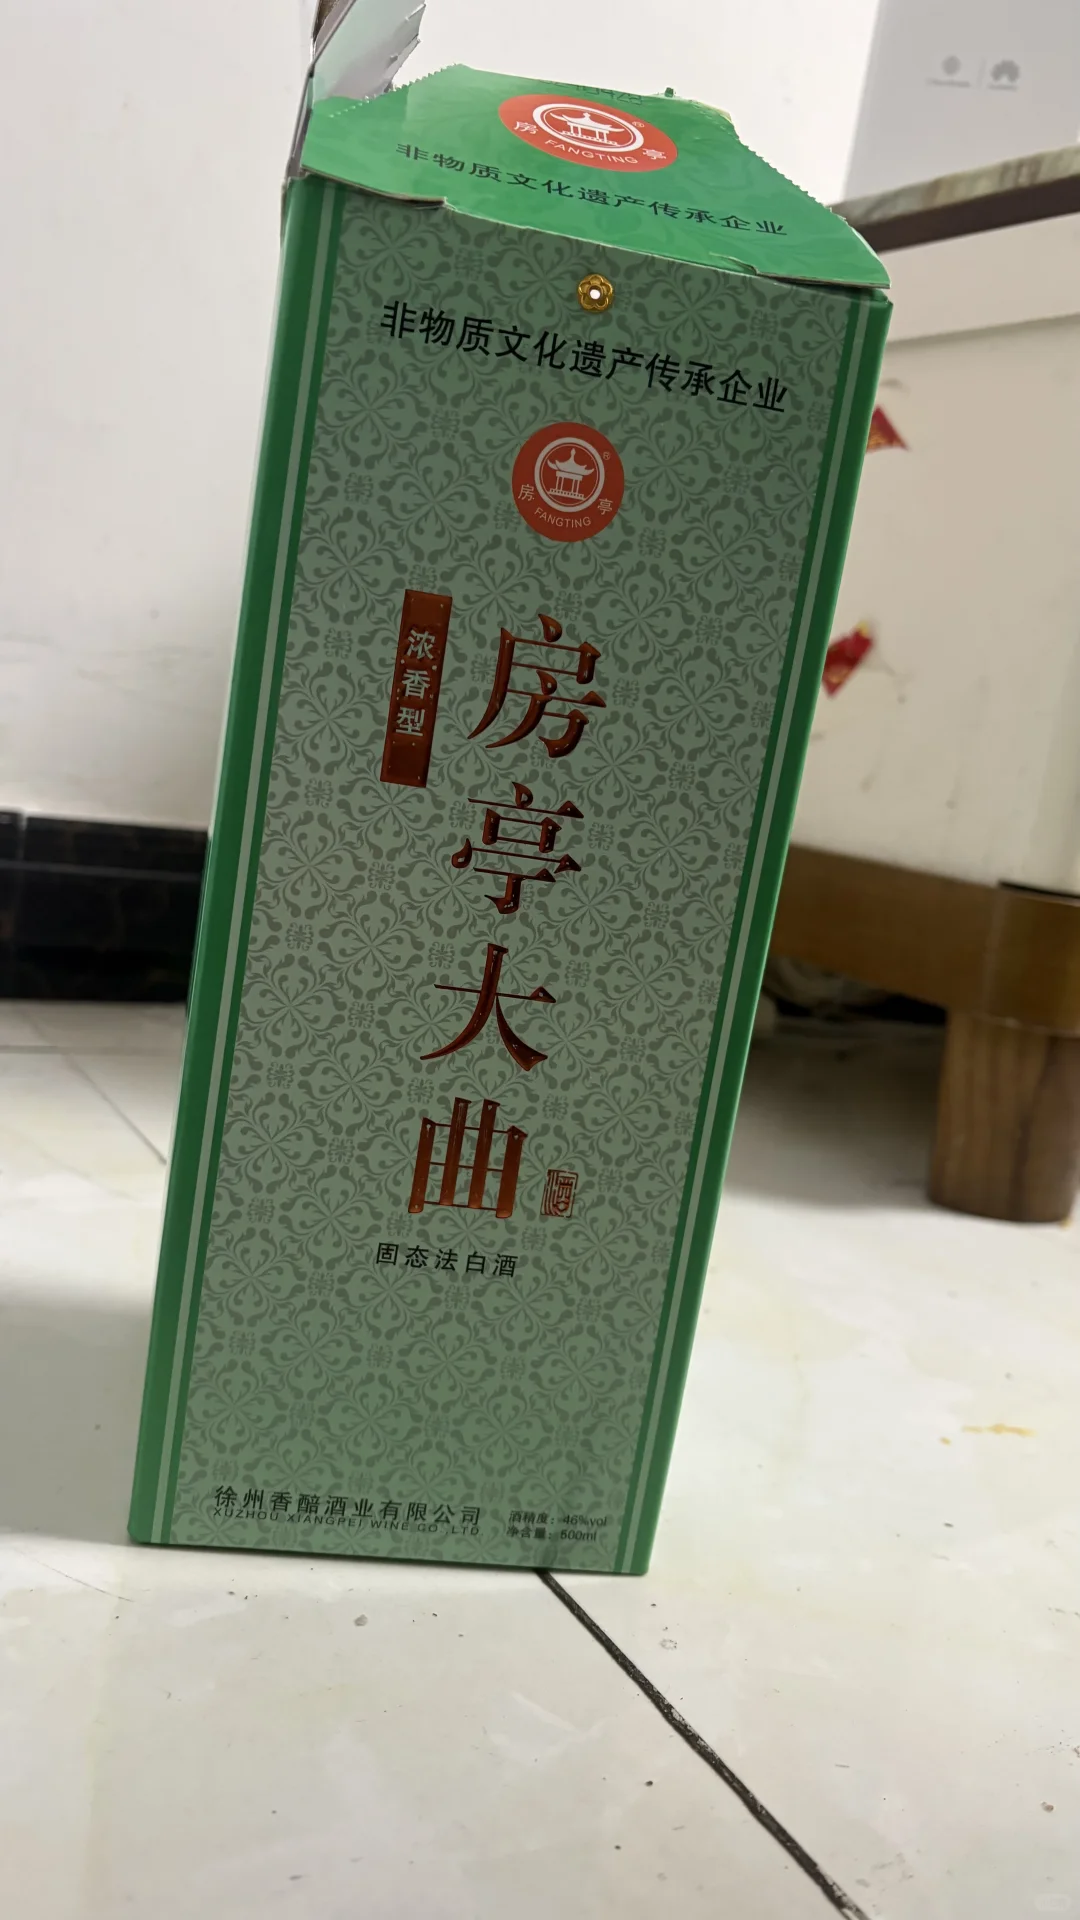 房亭
FANGTING
非物质文化遗产传承企业
非物质文化遗产传承企业
房亭
FANGTING
浓香型
房亭大曲
酒
固态法白酒
徐州香醅酒业有限公司
XUZHOU XIANGPEI WINE CO.,LTD
酒精度：46%vol
净含量：500ml